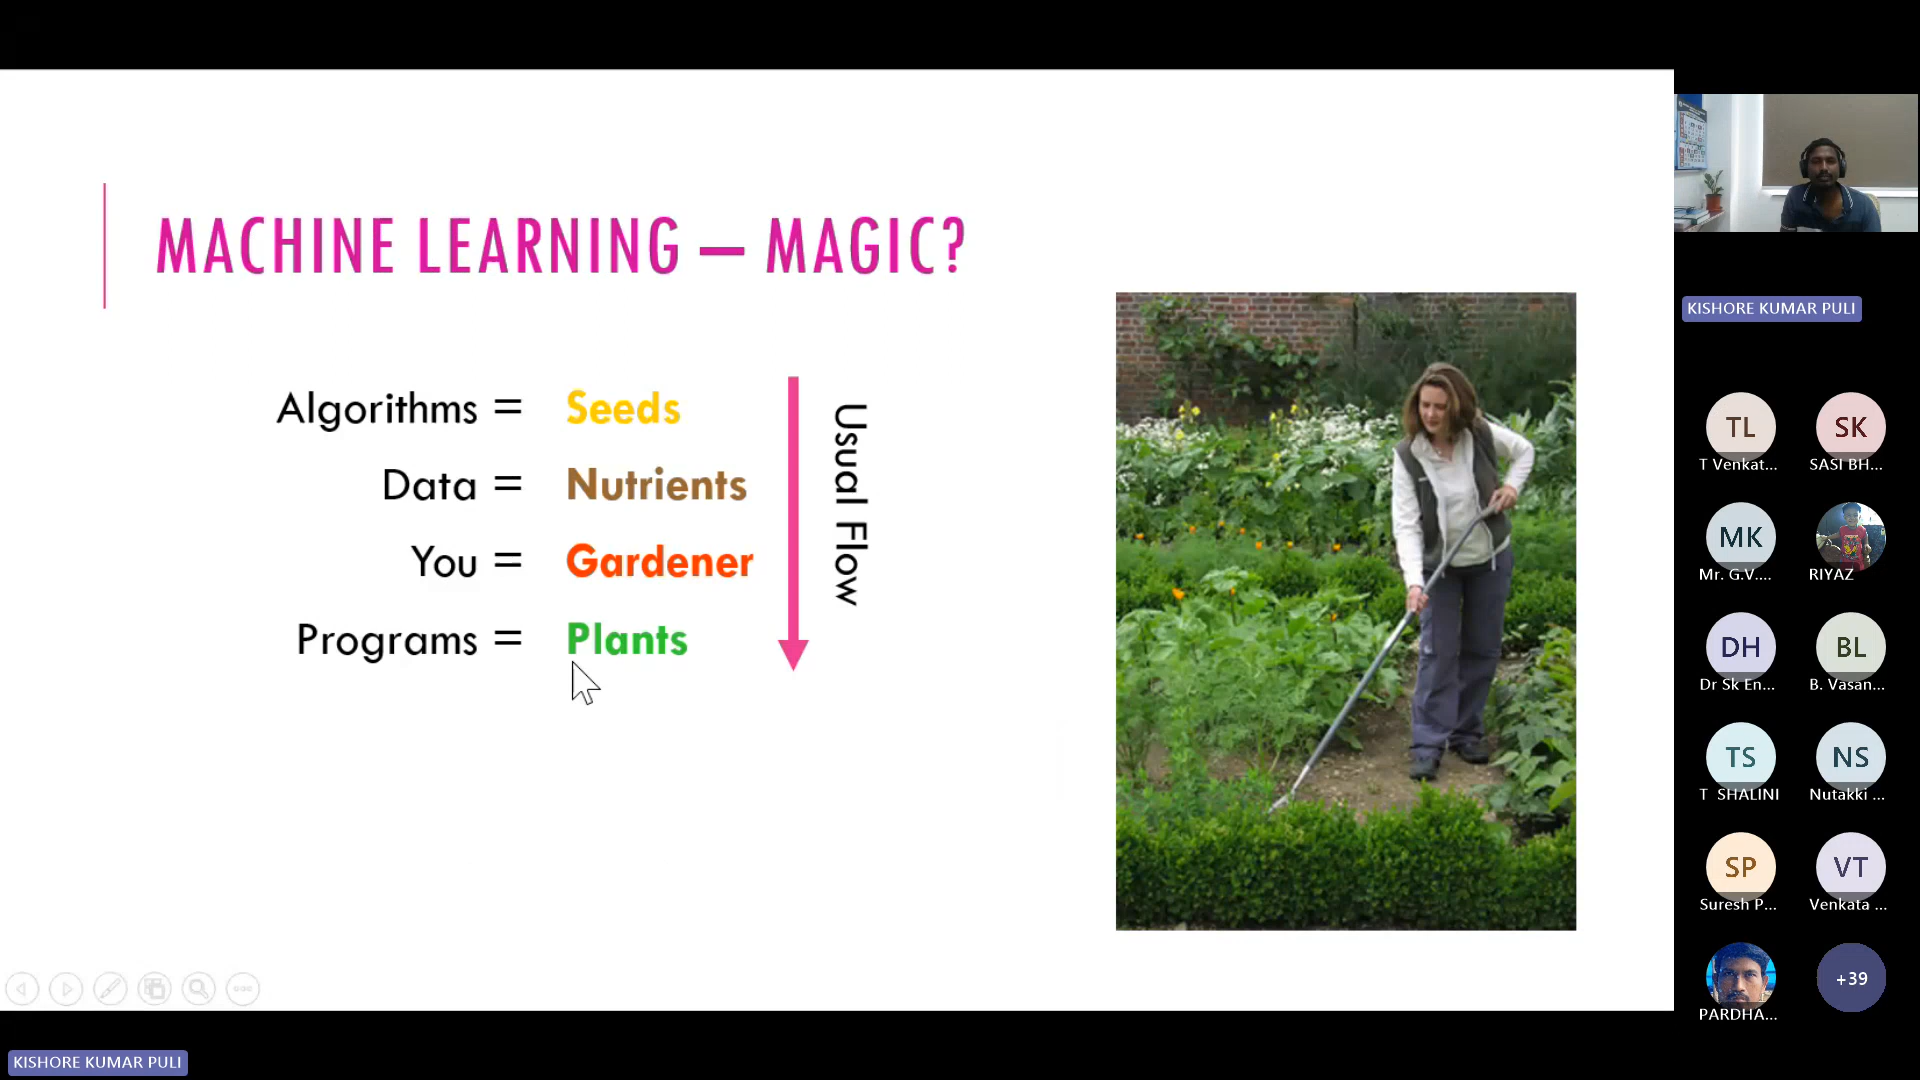 MACHINE LEARNING – MAGIC?
Algorithms = Seeds
Data = Nutrients
You = Gardener
Programs = Plants
Usual Flow
KISHORE KUMAR PULI
TL
T Venkat...
SK
SASI BH...
MK
Mr. G.V....
RIYAZ
DH
Dr Sk En...
BL
B. Vasan...
TS
T SHALINI
NS
Nutakki ...
SP
Suresh P...
VT
Venkata ...
PARDHA...
+39
KISHORE KUMAR PULI